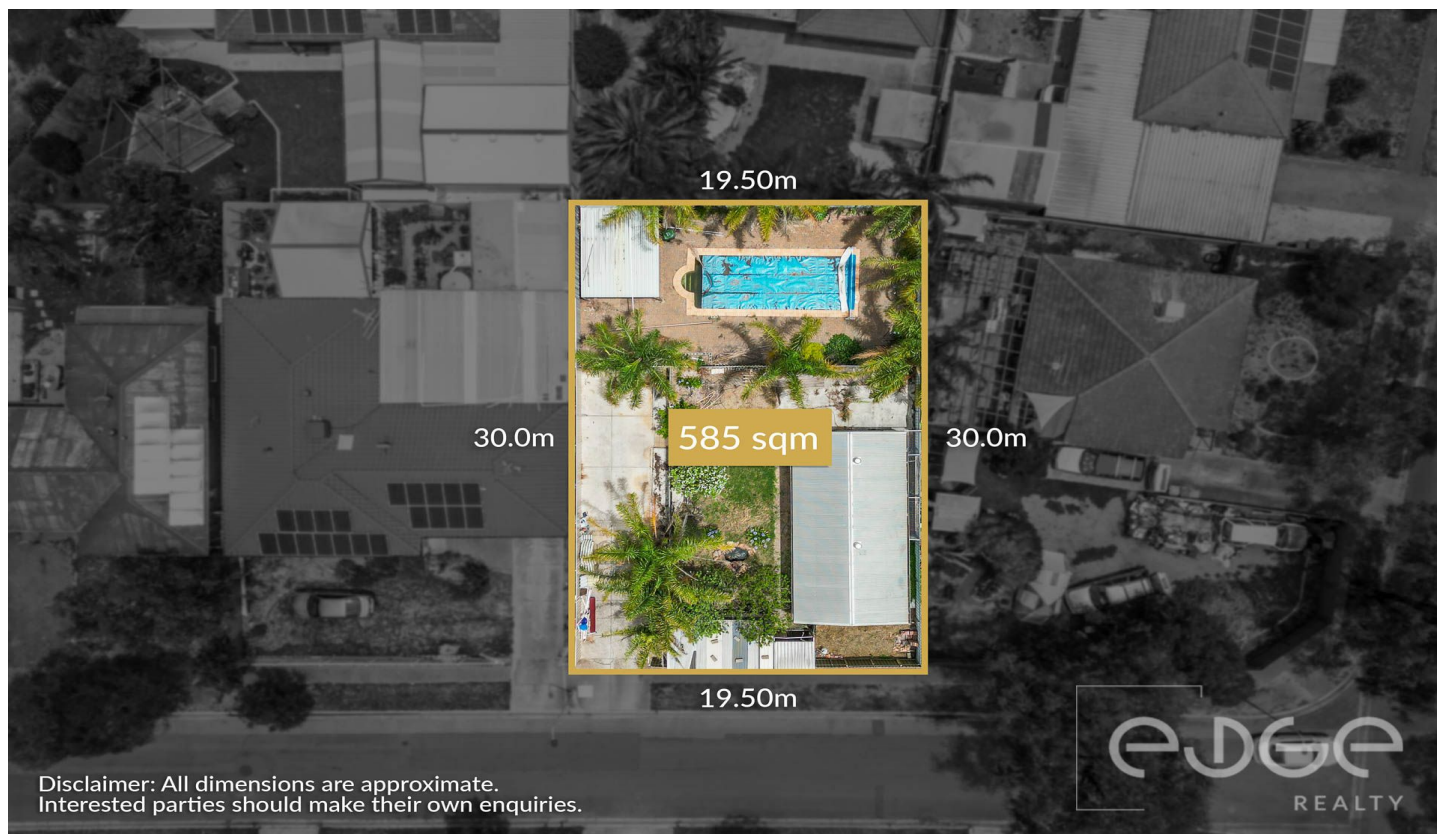 19.50m
30.0m
585 sqm
30.0m
19.50m
Disclaimer: All dimensions are approximate.
Interested parties should make their own enquiries.
eDGe
REALTY